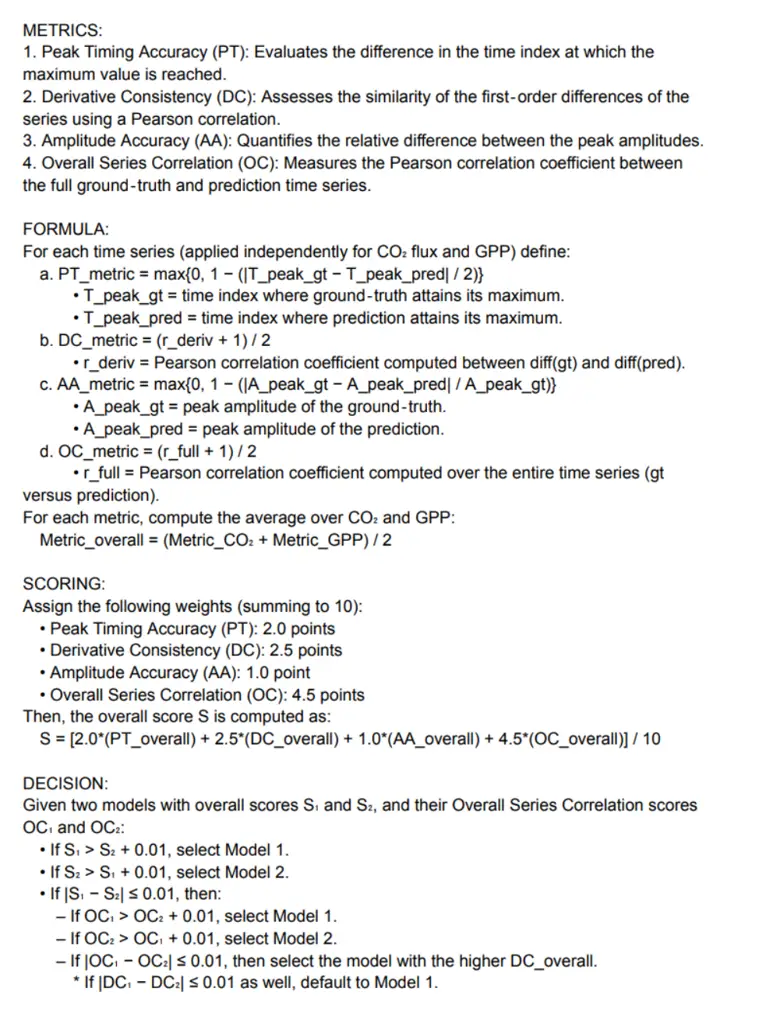 METRICS:
1. Peak Timing Accuracy (PT): Evaluates the difference in the time index at which the
maximum value is reached.
2. Derivative Consistency (DC): Assesses the similarity of the first-order differences of the
series using a Pearson correlation.
3. Amplitude Accuracy (AA): Quantifies the relative difference between the peak amplitudes.
4. Overall Series Correlation (OC): Measures the Pearson correlation coefficient between
the full ground-truth and prediction time series.
FORMULA:
For each time series (applied independently for CO₂ flux and GPP) define:
a. PT_metric = max{0, 1 − (|T_peak_gt − T_peak_pred| / 2)}
• T_peak_gt = time index where ground-truth attains its maximum.
• T_peak_pred = time index where prediction attains its maximum.
b. DC_metric = (r_deriv + 1) / 2
• r_deriv = Pearson correlation coefficient computed between diff(gt) and diff(pred).
c. AA_metric = max{0, 1 − (|A_peak_gt − A_peak_pred| / A_peak_gt)}
• A_peak_gt = peak amplitude of the ground-truth.
• A_peak_pred = peak amplitude of the prediction.
d. OC_metric = (r_full + 1) / 2
• r_full = Pearson correlation coefficient computed over the entire time series (gt
versus prediction).
For each metric, compute the average over CO₂ and GPP:
Metric_overall = (Metric_CO₂ + Metric_GPP) / 2
SCORING:
Assign the following weights (summing to 10):
• Peak Timing Accuracy (PT): 2.0 points
• Derivative Consistency (DC): 2.5 points
• Amplitude Accuracy (AA): 1.0 point
• Overall Series Correlation (OC): 4.5 points
Then, the overall score S is computed as:
S = [2.0*(PT_overall) + 2.5*(DC_overall) + 1.0*(AA_overall) + 4.5*(OC_overall)] / 10
DECISION:
Given two models with overall scores S₁ and S₂, and their Overall Series Correlation scores
OC₁ and OC₂:
• If S₁ > S₂ + 0.01, select Model 1.
• If S₂ > S₁ + 0.01, select Model 2.
• If |S₁ − S₂| ≤ 0.01, then:
– If OC₁ > OC₂ + 0.01, select Model 1.
– If OC₂ > OC₁ + 0.01, select Model 2.
– If |OC₁ − OC₂| ≤ 0.01, then select the model with the higher DC_overall.
* If |DC₁ − DC₂| ≤ 0.01 as well, default to Model 1.